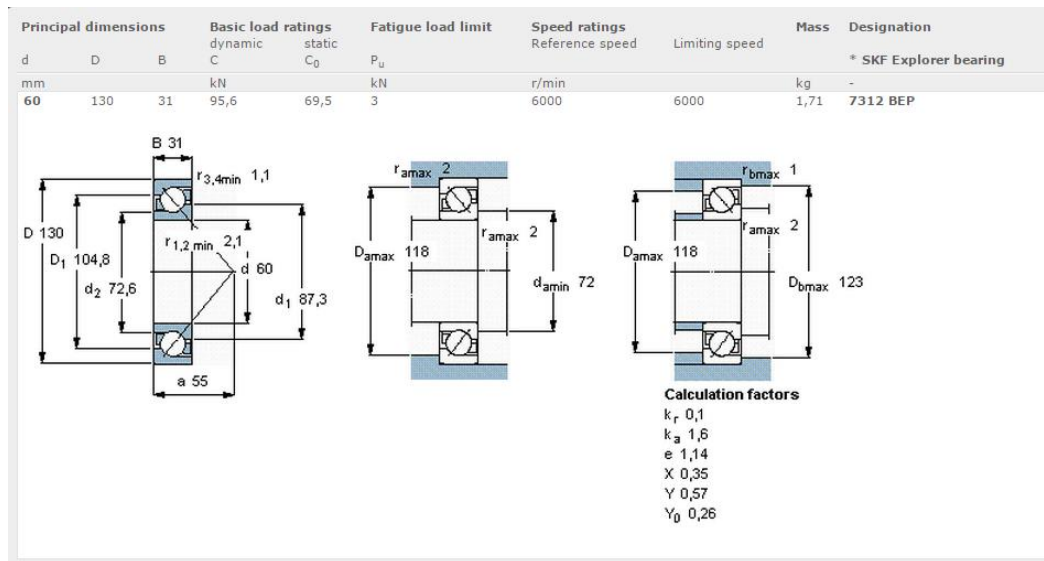 Principal dimensions Basic load ratings Fatigue load limit Speed ratings Mass Designation
dynamic static Reference speed Limiting speed
d D B C C0 Pu * SKF Explorer bearing
mm kN kN r/min kg -
60 130 31 95,6 69,5 3 6000 6000 1,71 7312 BEP
B 31
r3,4min 1,1
D 130
D1 104,8
r1,2 min 2,1
d 60
d2 72,6
d1 87,3
a 55
ramax 2
ramax 2
Damax 118
damin 72
rbmax 1
ramax 2
Damax 118
Dbmax 123
Calculation factors
kr 0,1
ka 1,6
e 1,14
X 0,35
Y 0,57
Y0 0,26